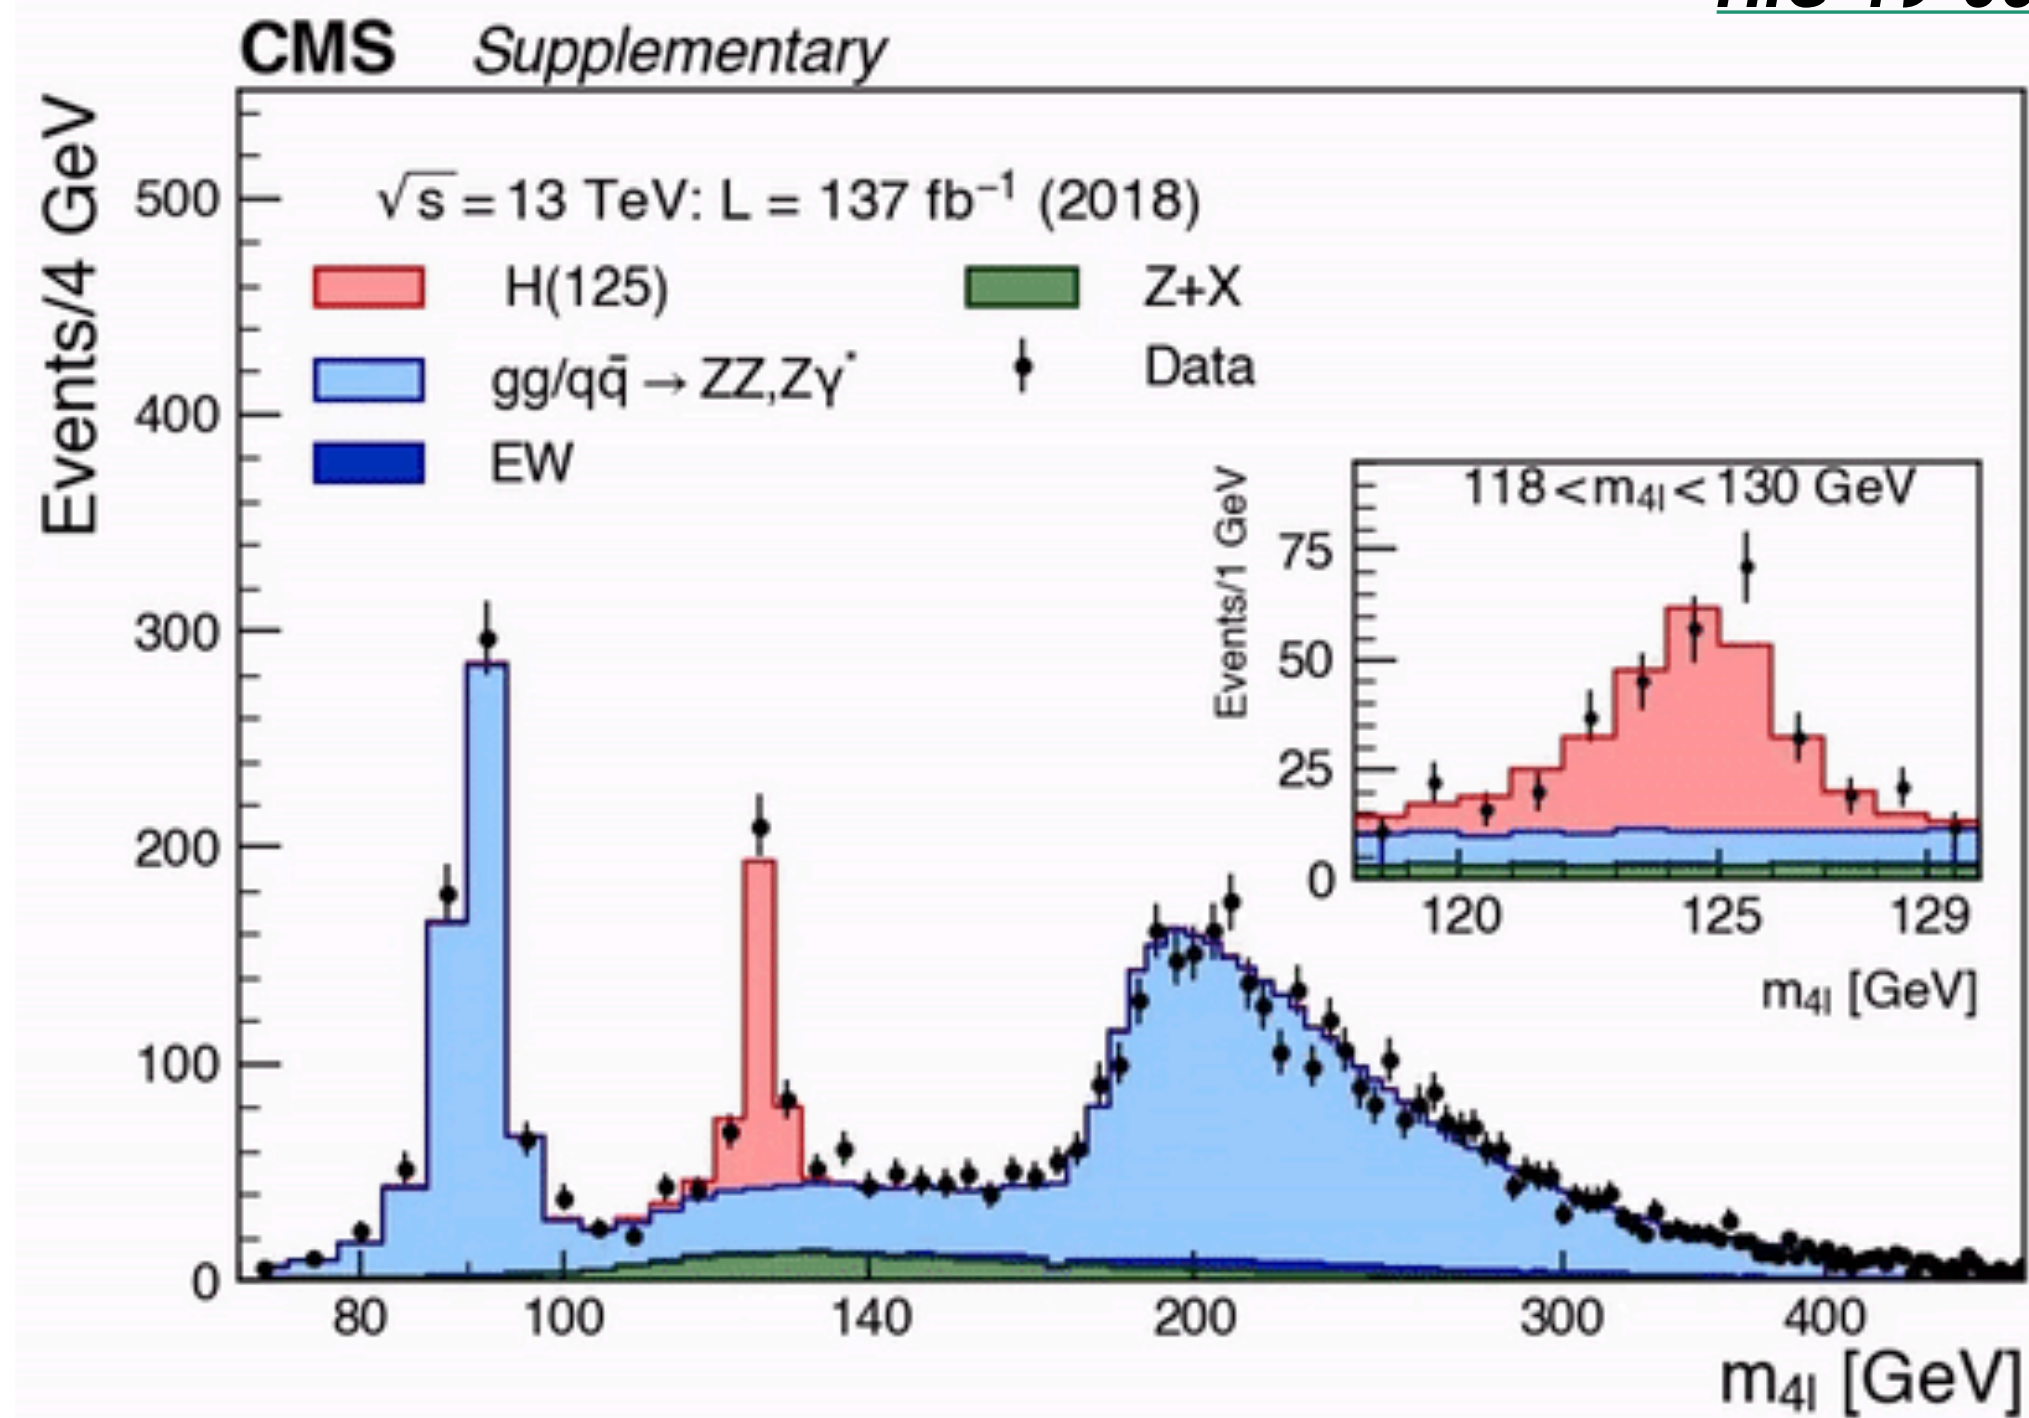 CMS Supplementary
Events/4 GeV
500
400
300
200
100
0
√s = 13 TeV: L = 137 fb⁻¹ (2018)
H(125)
Z+X
gg/qq̄ → ZZ,Zγ*
Data
EW
118<m₄ₗ<130 GeV
Events/1 GeV
75
50
25
0
120 125 129
m₄ₗ [GeV]
80 100 140 200 300 400
m₄ₗ [GeV]